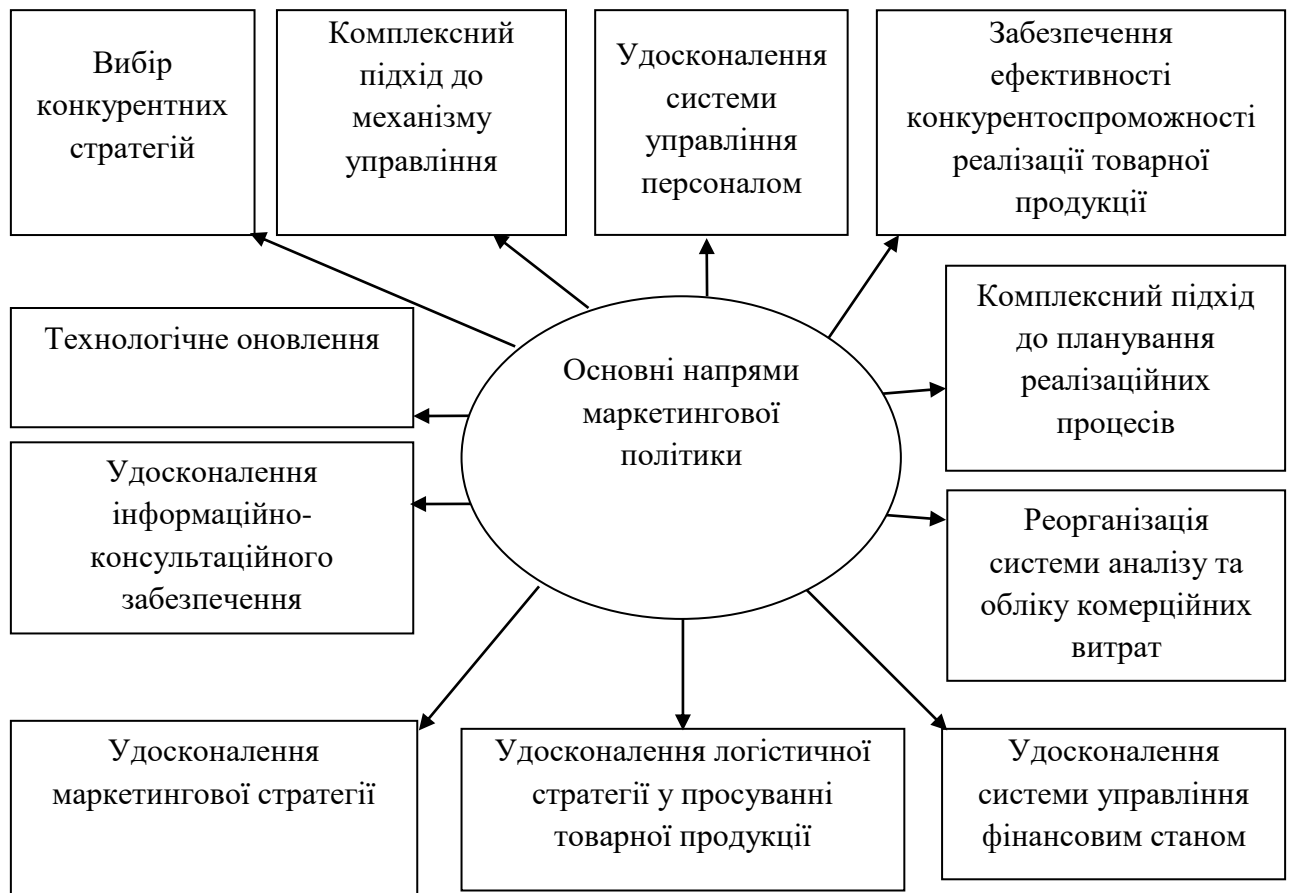 Вибір
конкурентних
стратегій
Комплексний
підхід до
механізму
управління
Удосконалення
системи
управління
персоналом
Забезпечення
ефективності
конкурентоспроможності
реалізації товарної
продукції
Технологічне оновлення
Основні напрями
маркетингової
політики
Комплексний підхід
до планування
реалізаційних
процесів
Удосконалення
інформаційно-
консультаційного
забезпечення
Реорганізація
системи аналізу та
обліку комерційних
витрат
Удосконалення
маркетингової стратегії
Удосконалення логістичної
стратегії у просуванні
товарної продукції
Удосконалення
системи управління
фінансовим станом